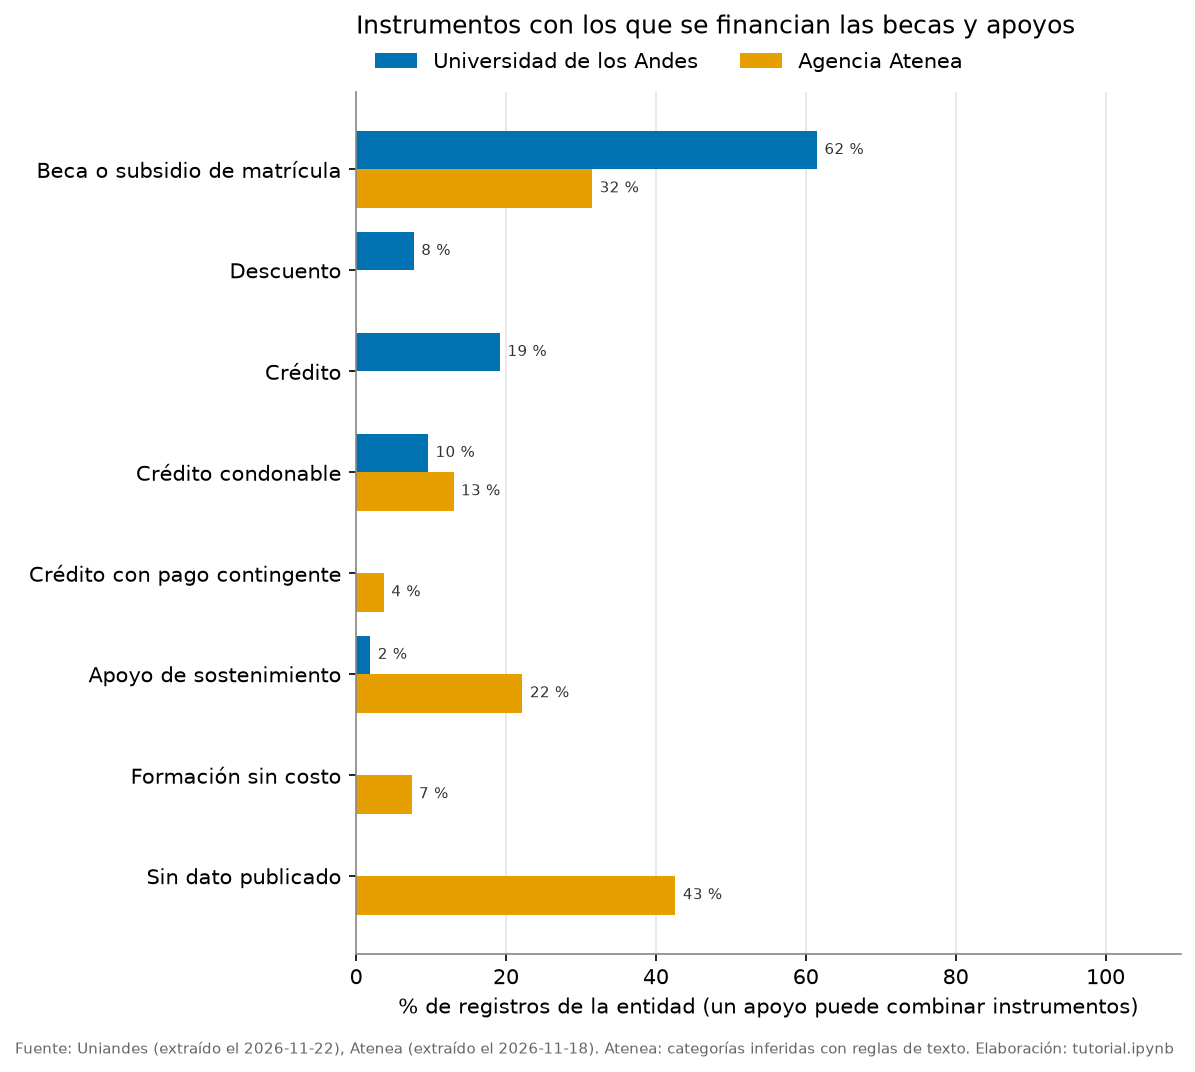 Instrumentos con los que se financian las becas y apoyos
Universidad de los Andes
Agencia Atenea
Beca o subsidio de matrícula
62 %
32 %
Descuento
8 %
Crédito
19 %
Crédito condonable
10 %
13 %
Crédito con pago contingente
4 %
Apoyo de sostenimiento
2 %
22 %
Formación sin costo
7 %
Sin dato publicado
43 %
0 20 40 60 80 100
% de registros de la entidad (un apoyo puede combinar instrumentos)
Fuente: Uniandes (extraído el 2026-11-22), Atenea (extraído el 2026-11-18). Atenea: categorías inferidas con reglas de texto. Elaboración: tutorial.ipynb